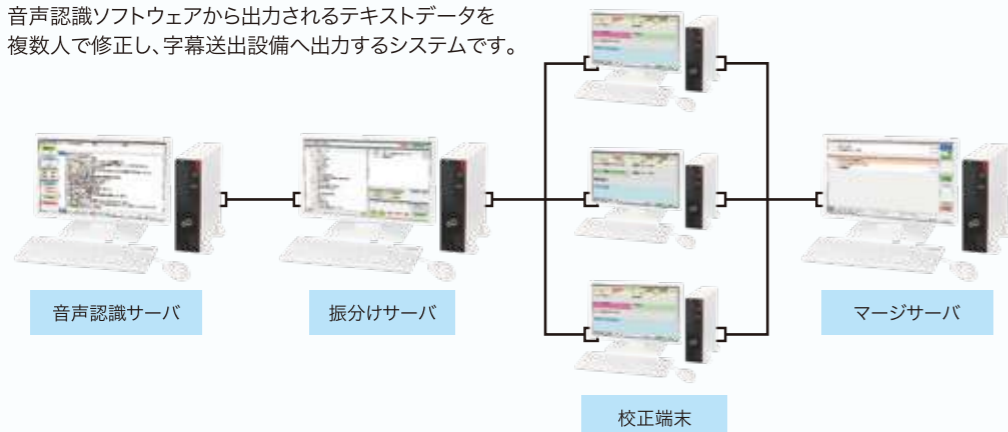 音声認識ソフトウェアから出力されるテキストデータを
複数人で修正し、字幕送出設備へ出力するシステムです。
音声認識サーバ
振分けサーバ
マージサーバ
校正端末